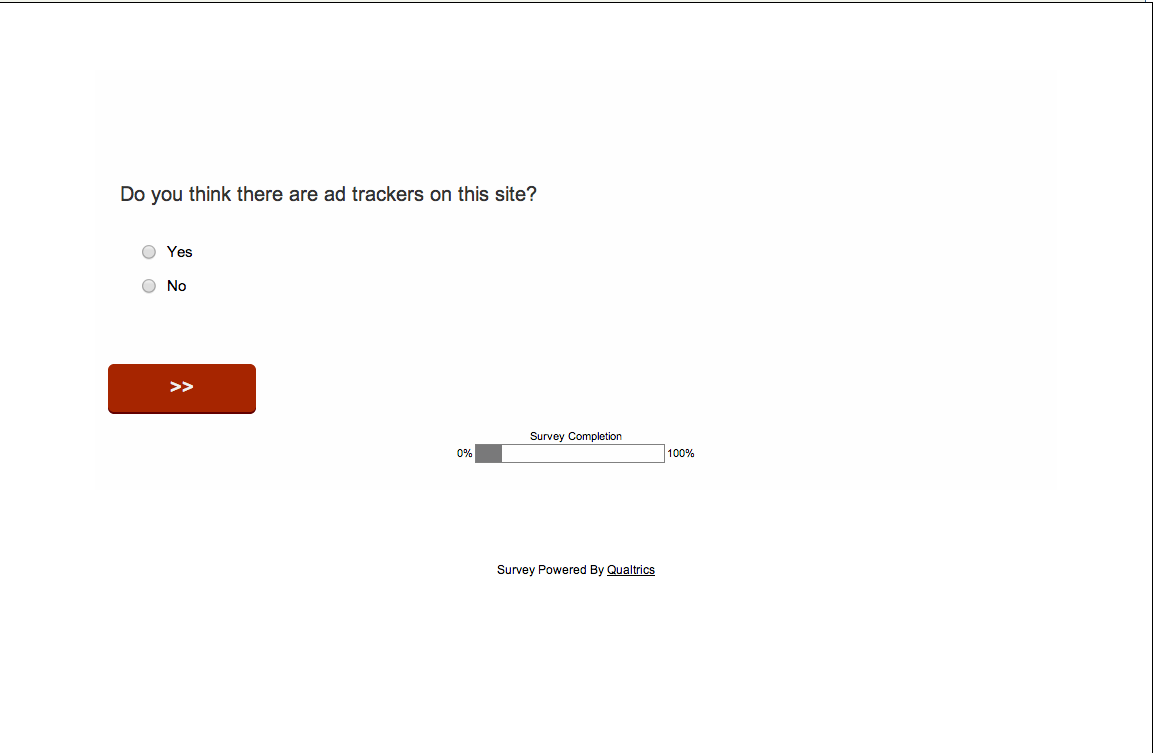 Do you think there are ad trackers on this site?
Yes
No
>>
Survey Completion
0% 100%
Survey Powered By Qualtrics